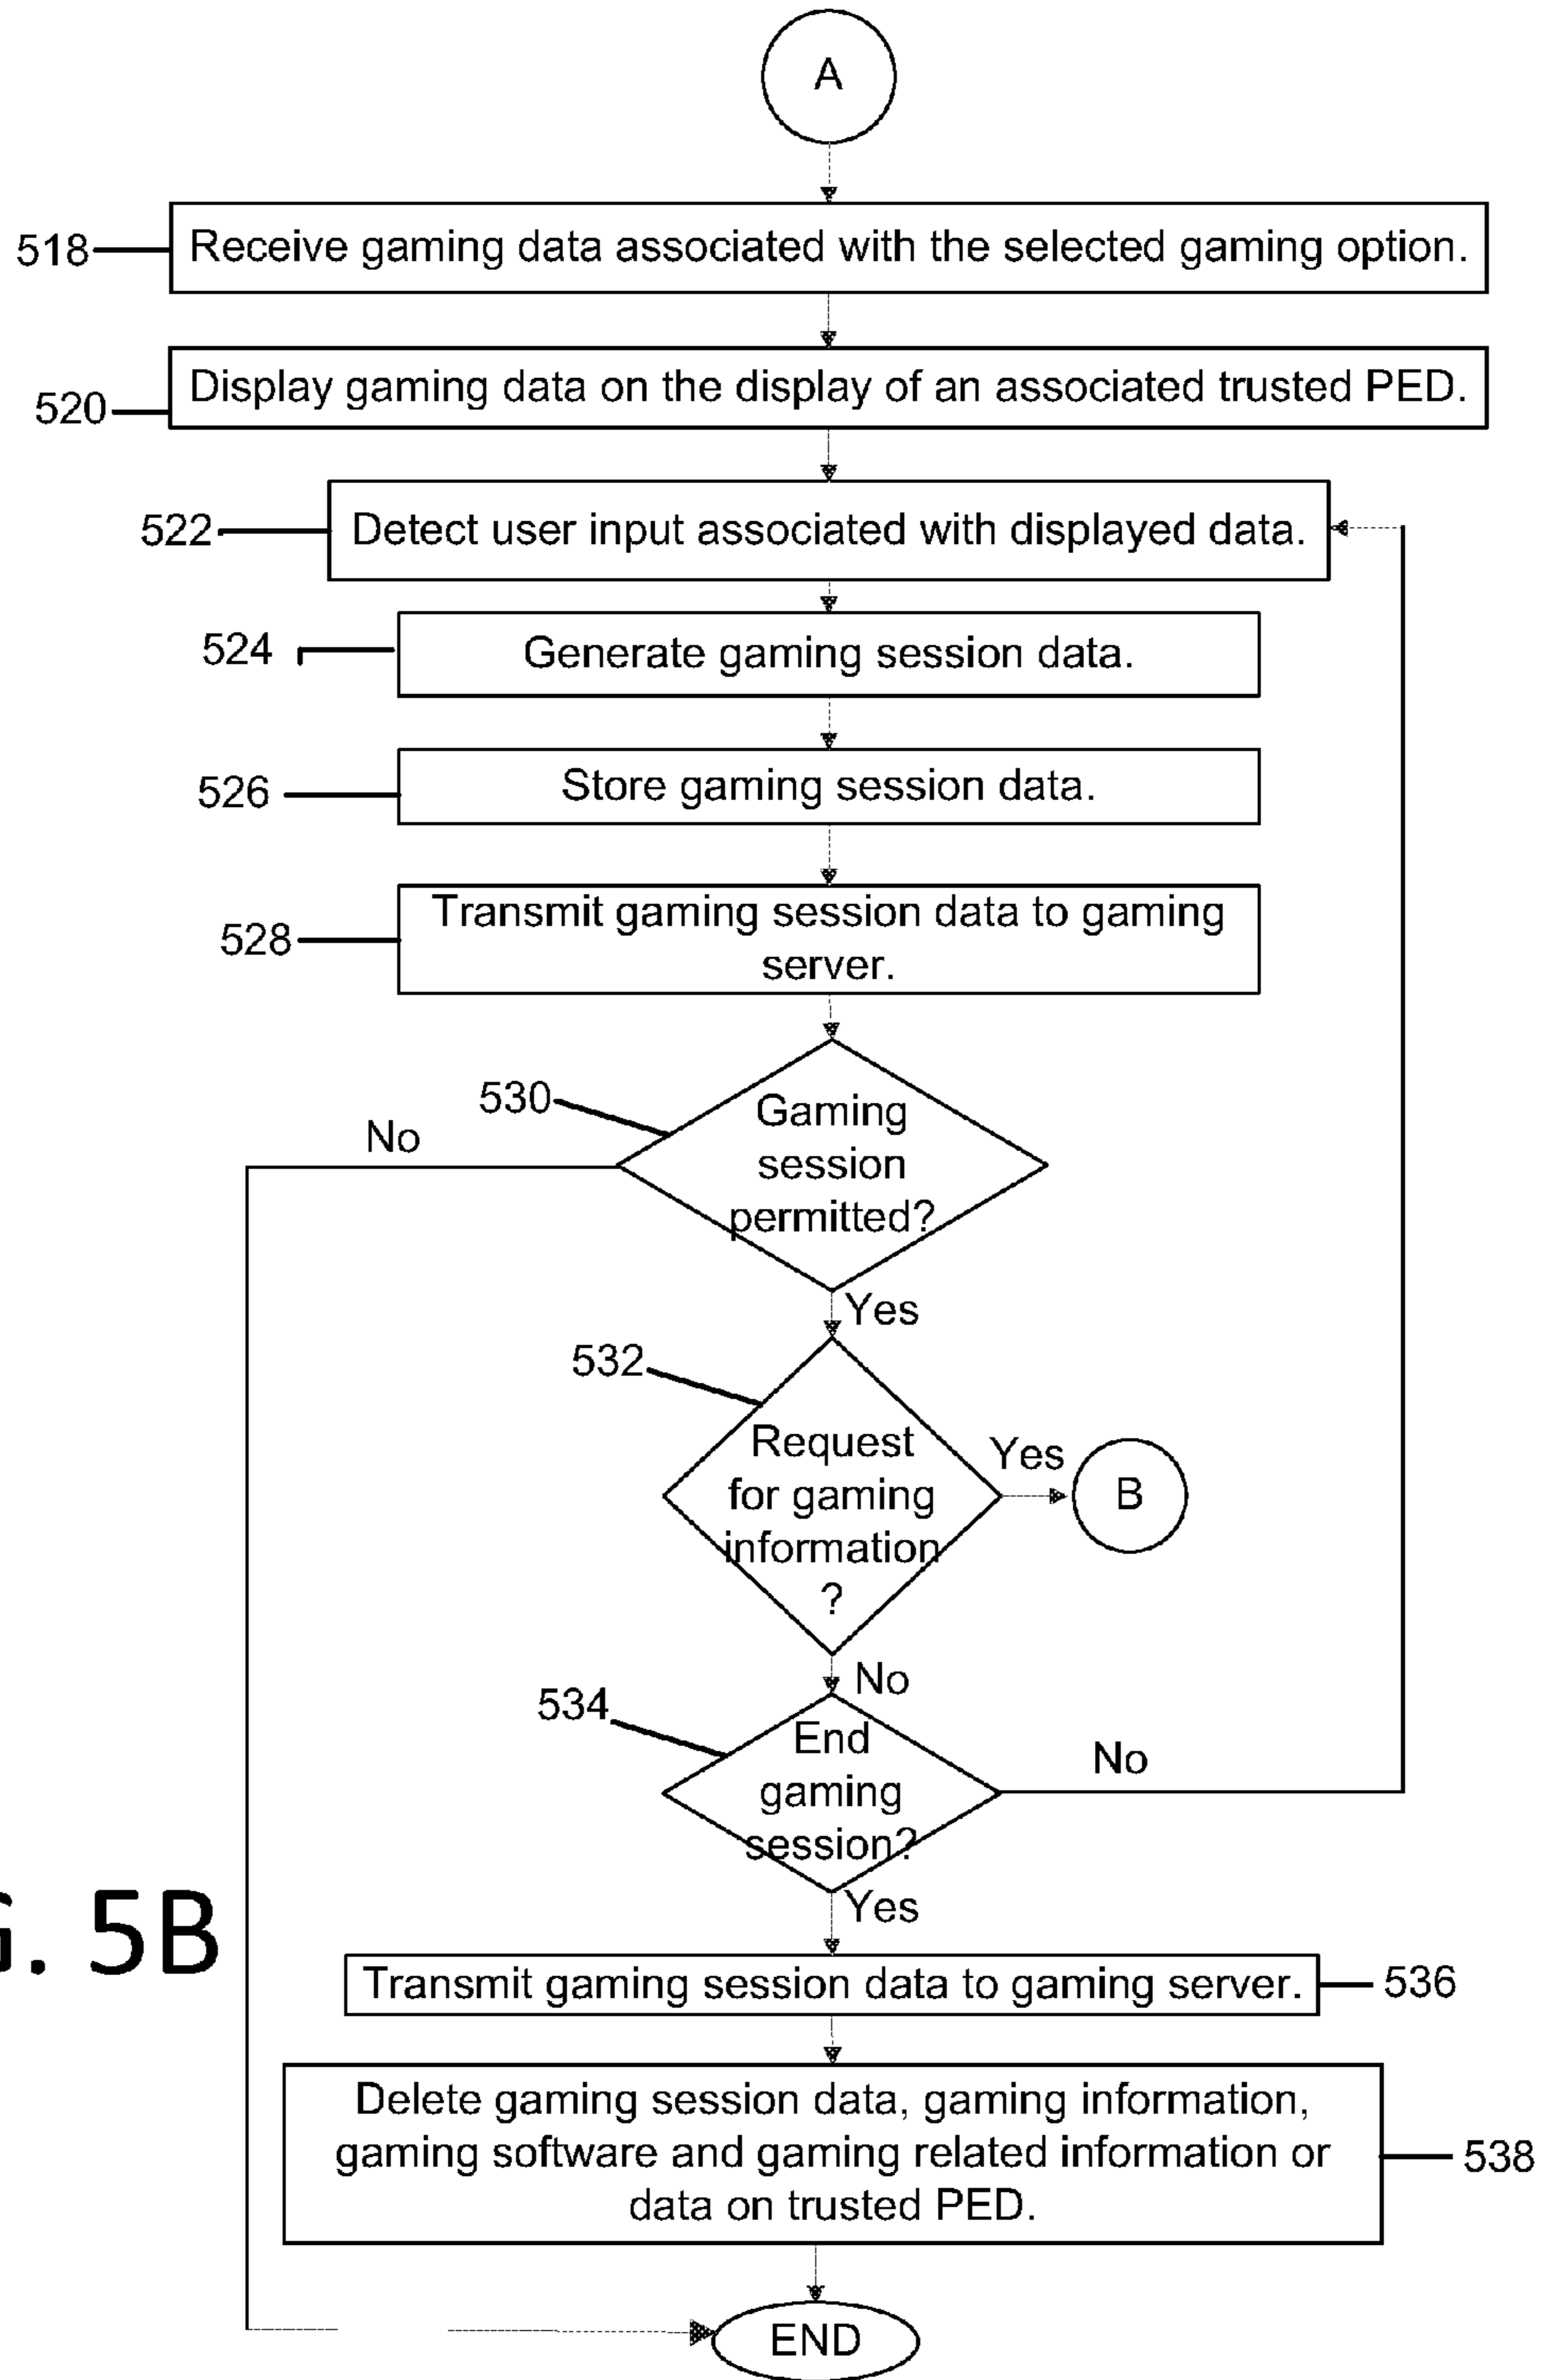 A
518
Receive gaming data associated with the selected gaming option.
520
Display gaming data on the display of an associated trusted PED.
522
Detect user input associated with displayed data.
524
Generate gaming session data.
526
Store gaming session data.
528
Transmit gaming session data to gaming
server.
530
Gaming
session
permitted?
No
Yes
532
Request
for gaming
information
?
Yes
B
No
534
End
gaming
session?
No
Yes
G. 5B
Transmit gaming session data to gaming server.
536
Delete gaming session data, gaming information,
gaming software and gaming related information or
data on trusted PED.
538
END